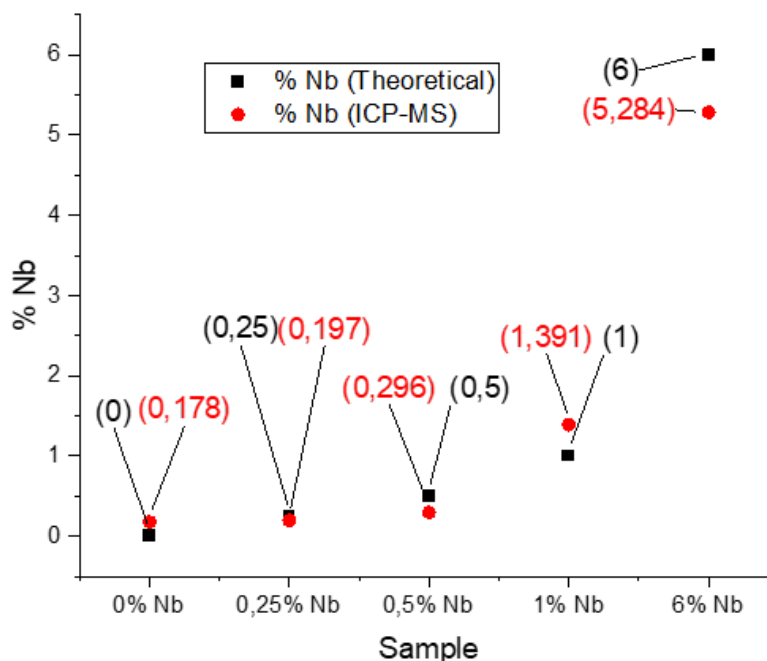 6
5
4
3
2
1
0
% Nb
% Nb (Theoretical)
% Nb (ICP-MS)
(6)
(5,284)
(0,25) (0,197)
(1,391) (1)
(0,296) (0,5)
(0) (0,178)
0% Nb 0,25% Nb 0,5% Nb 1% Nb 6% Nb
Sample